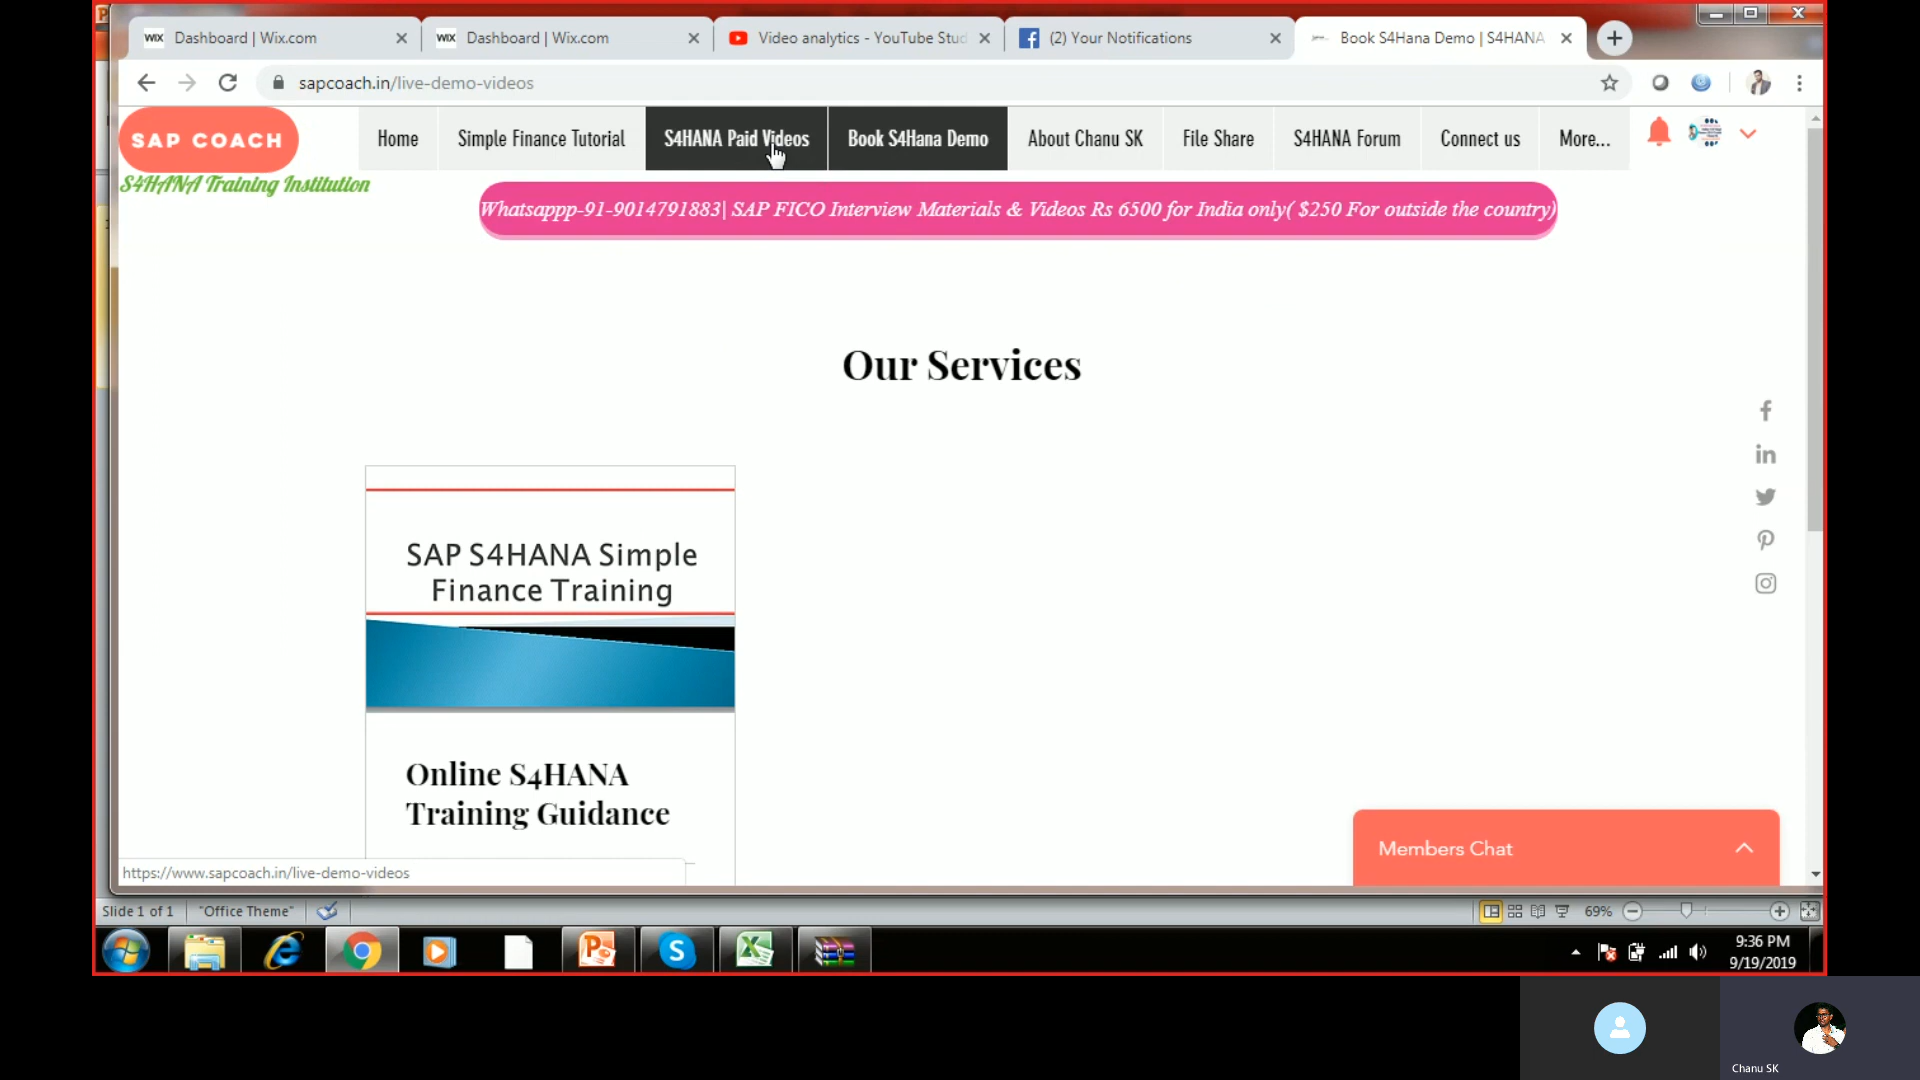 WIX Dashboard | Wix.com
WIX Dashboard | Wix.com
Video analytics - YouTube Stud
(2) Your Notifications
Book S4Hana Demo | S4HANA
sapcoach.in/live-demo-videos
SAP COACH
S4HANA Training Institution
Home
Simple Finance Tutorial
S4HANA Paid Videos
Book S4Hana Demo
About Chanu SK
File Share
S4HANA Forum
Connect us
More...
Whatsappp-91-9014791883| SAP FICO Interview Materials & Videos Rs 6500 for India only( $250 For outside the country)
Our Services
SAP S4HANA Simple
Finance Training
Online S4HANA
Training Guidance
Members Chat
https://www.sapcoach.in/live-demo-videos
Slide 1 of 1
"Office Theme"
69%
9:36 PM
9/19/2019
Chanu SK